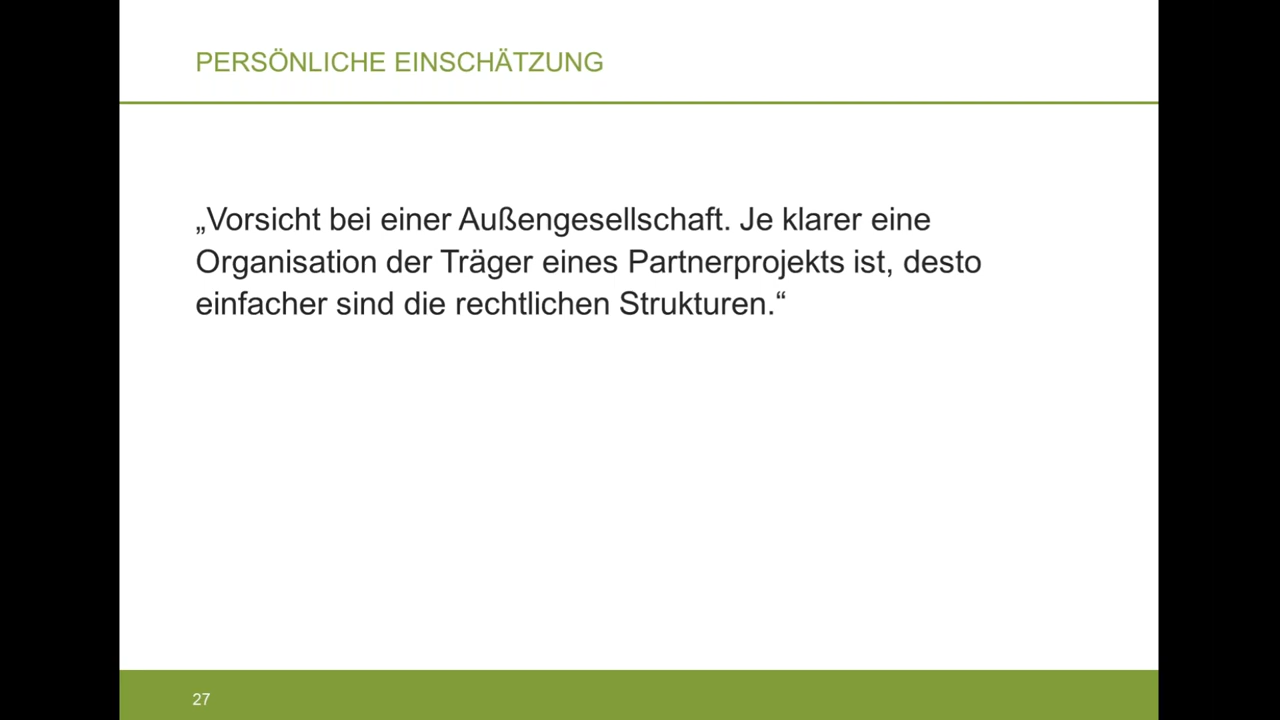 PERSÖNLICHE EINSCHÄTZUNG
„Vorsicht bei einer Außengesellschaft. Je klarer eine
Organisation der Träger eines Partnerprojekts ist, desto
einfacher sind die rechtlichen Strukturen.“
27